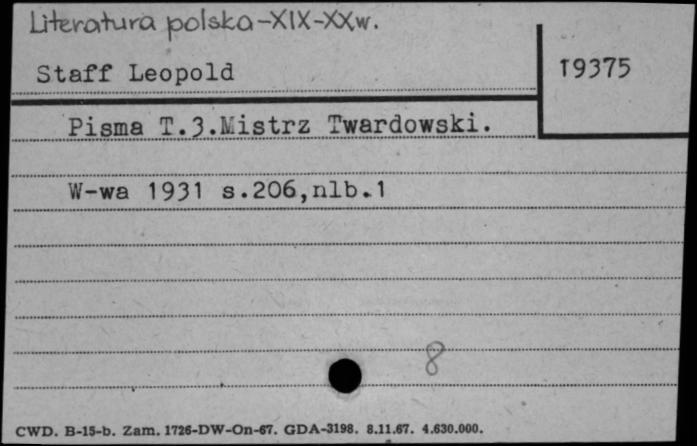 Literatura polska-XIX-XXw.
Staff Leopold
19375
Pisma T.3.Mistrz Twardowski.
W-wa 1931 s.206,nlb.1
8
CWD. B-15-b. Zam. 1726-DW-On-67. GDA-3198. 8.11.67. 4.630.000.